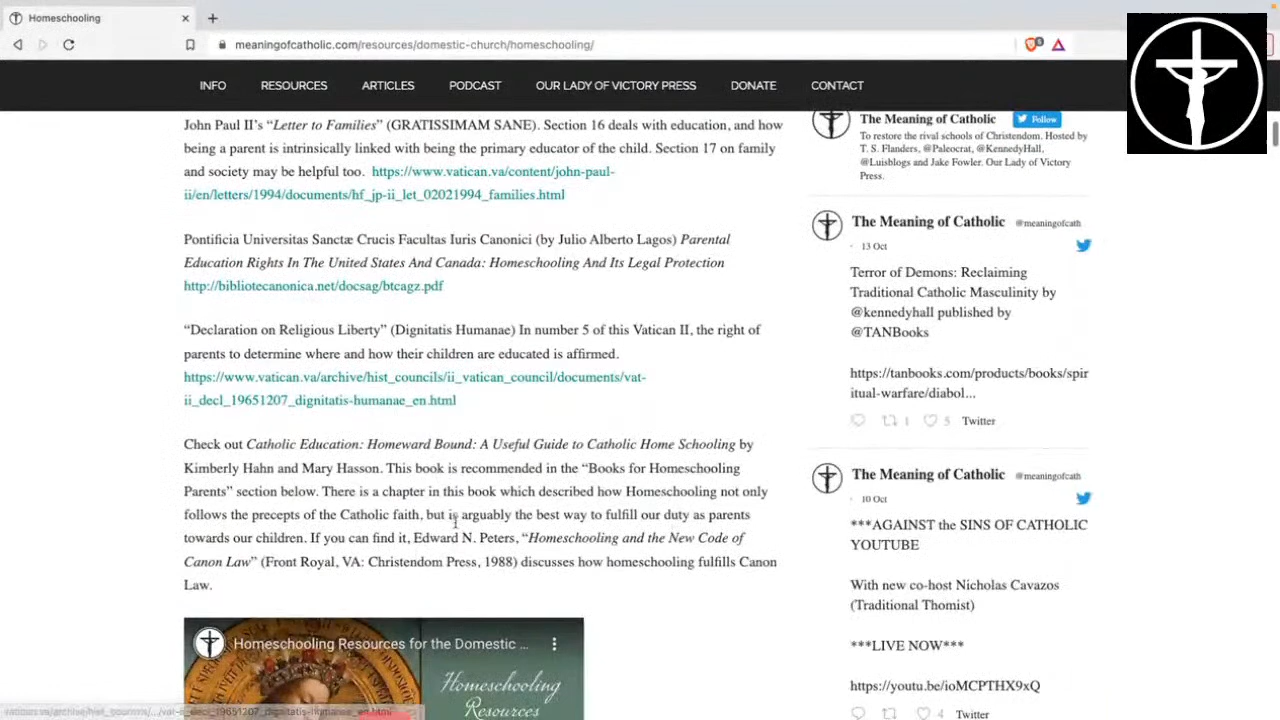 Homeschooling
meaningofcatholic.com/resources/domestic-church/homeschooling/
INFO RESOURCES ARTICLES PODCAST OUR LADY OF VICTORY PRESS DONATE CONTACT
John Paul II’s “Letter to Families” (GRATISSIMAM SANE). Section 16 deals with education, and how
being a parent is intrinsically linked with being the primary educator of the child. Section 17 on family
and society may be helpful too. https://www.vatican.va/content/john-paul-
ii/en/letters/1994/documents/hf_jp-ii_let_02021994_families.html
Pontificia Universitas Sanctæ Crucis Facultas Iuris Canonici (by Julio Alberto Lagos) Parental
Education Rights In The United States And Canada: Homeschooling And Its Legal Protection
http://bibliotecanonica.net/docsag/btcagz.pdf
“Declaration on Religious Liberty” (Dignitatis Humanae) In number 5 of this Vatican II, the right of
parents to determine where and how their children are educated is affirmed.
https://www.vatican.va/archive/hist_councils/ii_vatican_council/documents/vat-
ii_decl_19651207_dignitatis-humanae_en.html
Check out Catholic Education: Homeward Bound: A Useful Guide to Catholic Home Schooling by
Kimberly Hahn and Mary Hasson. This book is recommended in the “Books for Homeschooling
Parents” section below. There is a chapter in this book which described how Homeschooling not only
follows the precepts of the Catholic faith, but is arguably the best way to fulfill our duty as parents
towards our children. If you can find it, Edward N. Peters, “Homeschooling and the New Code of
Canon Law” (Front Royal, VA: Christendom Press, 1988) discusses how homeschooling fulfills Canon
Law.
Homeschooling Resources for the Domestic ...
Homeschooling
Resources
The Meaning of Catholic Follow
To restore the rival schools of Christendom. Hosted by
T. S. Flanders, @Paleocrat, @KennedyHall,
@Luisblogs and Jake Fowler. Our Lady of Victory
Press.
The Meaning of Catholic @meaningofcath
· 13 Oct
Terror of Demons: Reclaiming
Traditional Catholic Masculinity by
@kennedyhall published by
@TANBooks
https://tanbooks.com/products/books/spir
itual-warfare/diabol...
1 5 Twitter
The Meaning of Catholic @meaningofcath
· 10 Oct
***AGAINST the SINS OF CATHOLIC
YOUTUBE
With new co-host Nicholas Cavazos
(Traditional Thomist)
***LIVE NOW***
https://youtu.be/ioMCPTHX9xQ
4 Twitter